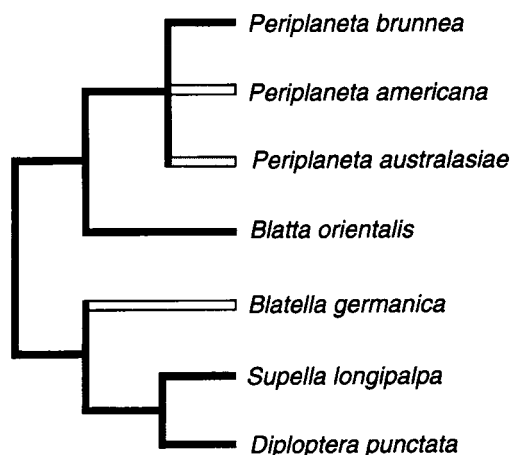 Periplaneta brunnea
Periplaneta americana
Periplaneta australasiae
Blatta orientalis
Blatella germanica
Supella longipalpa
Diploptera punctata